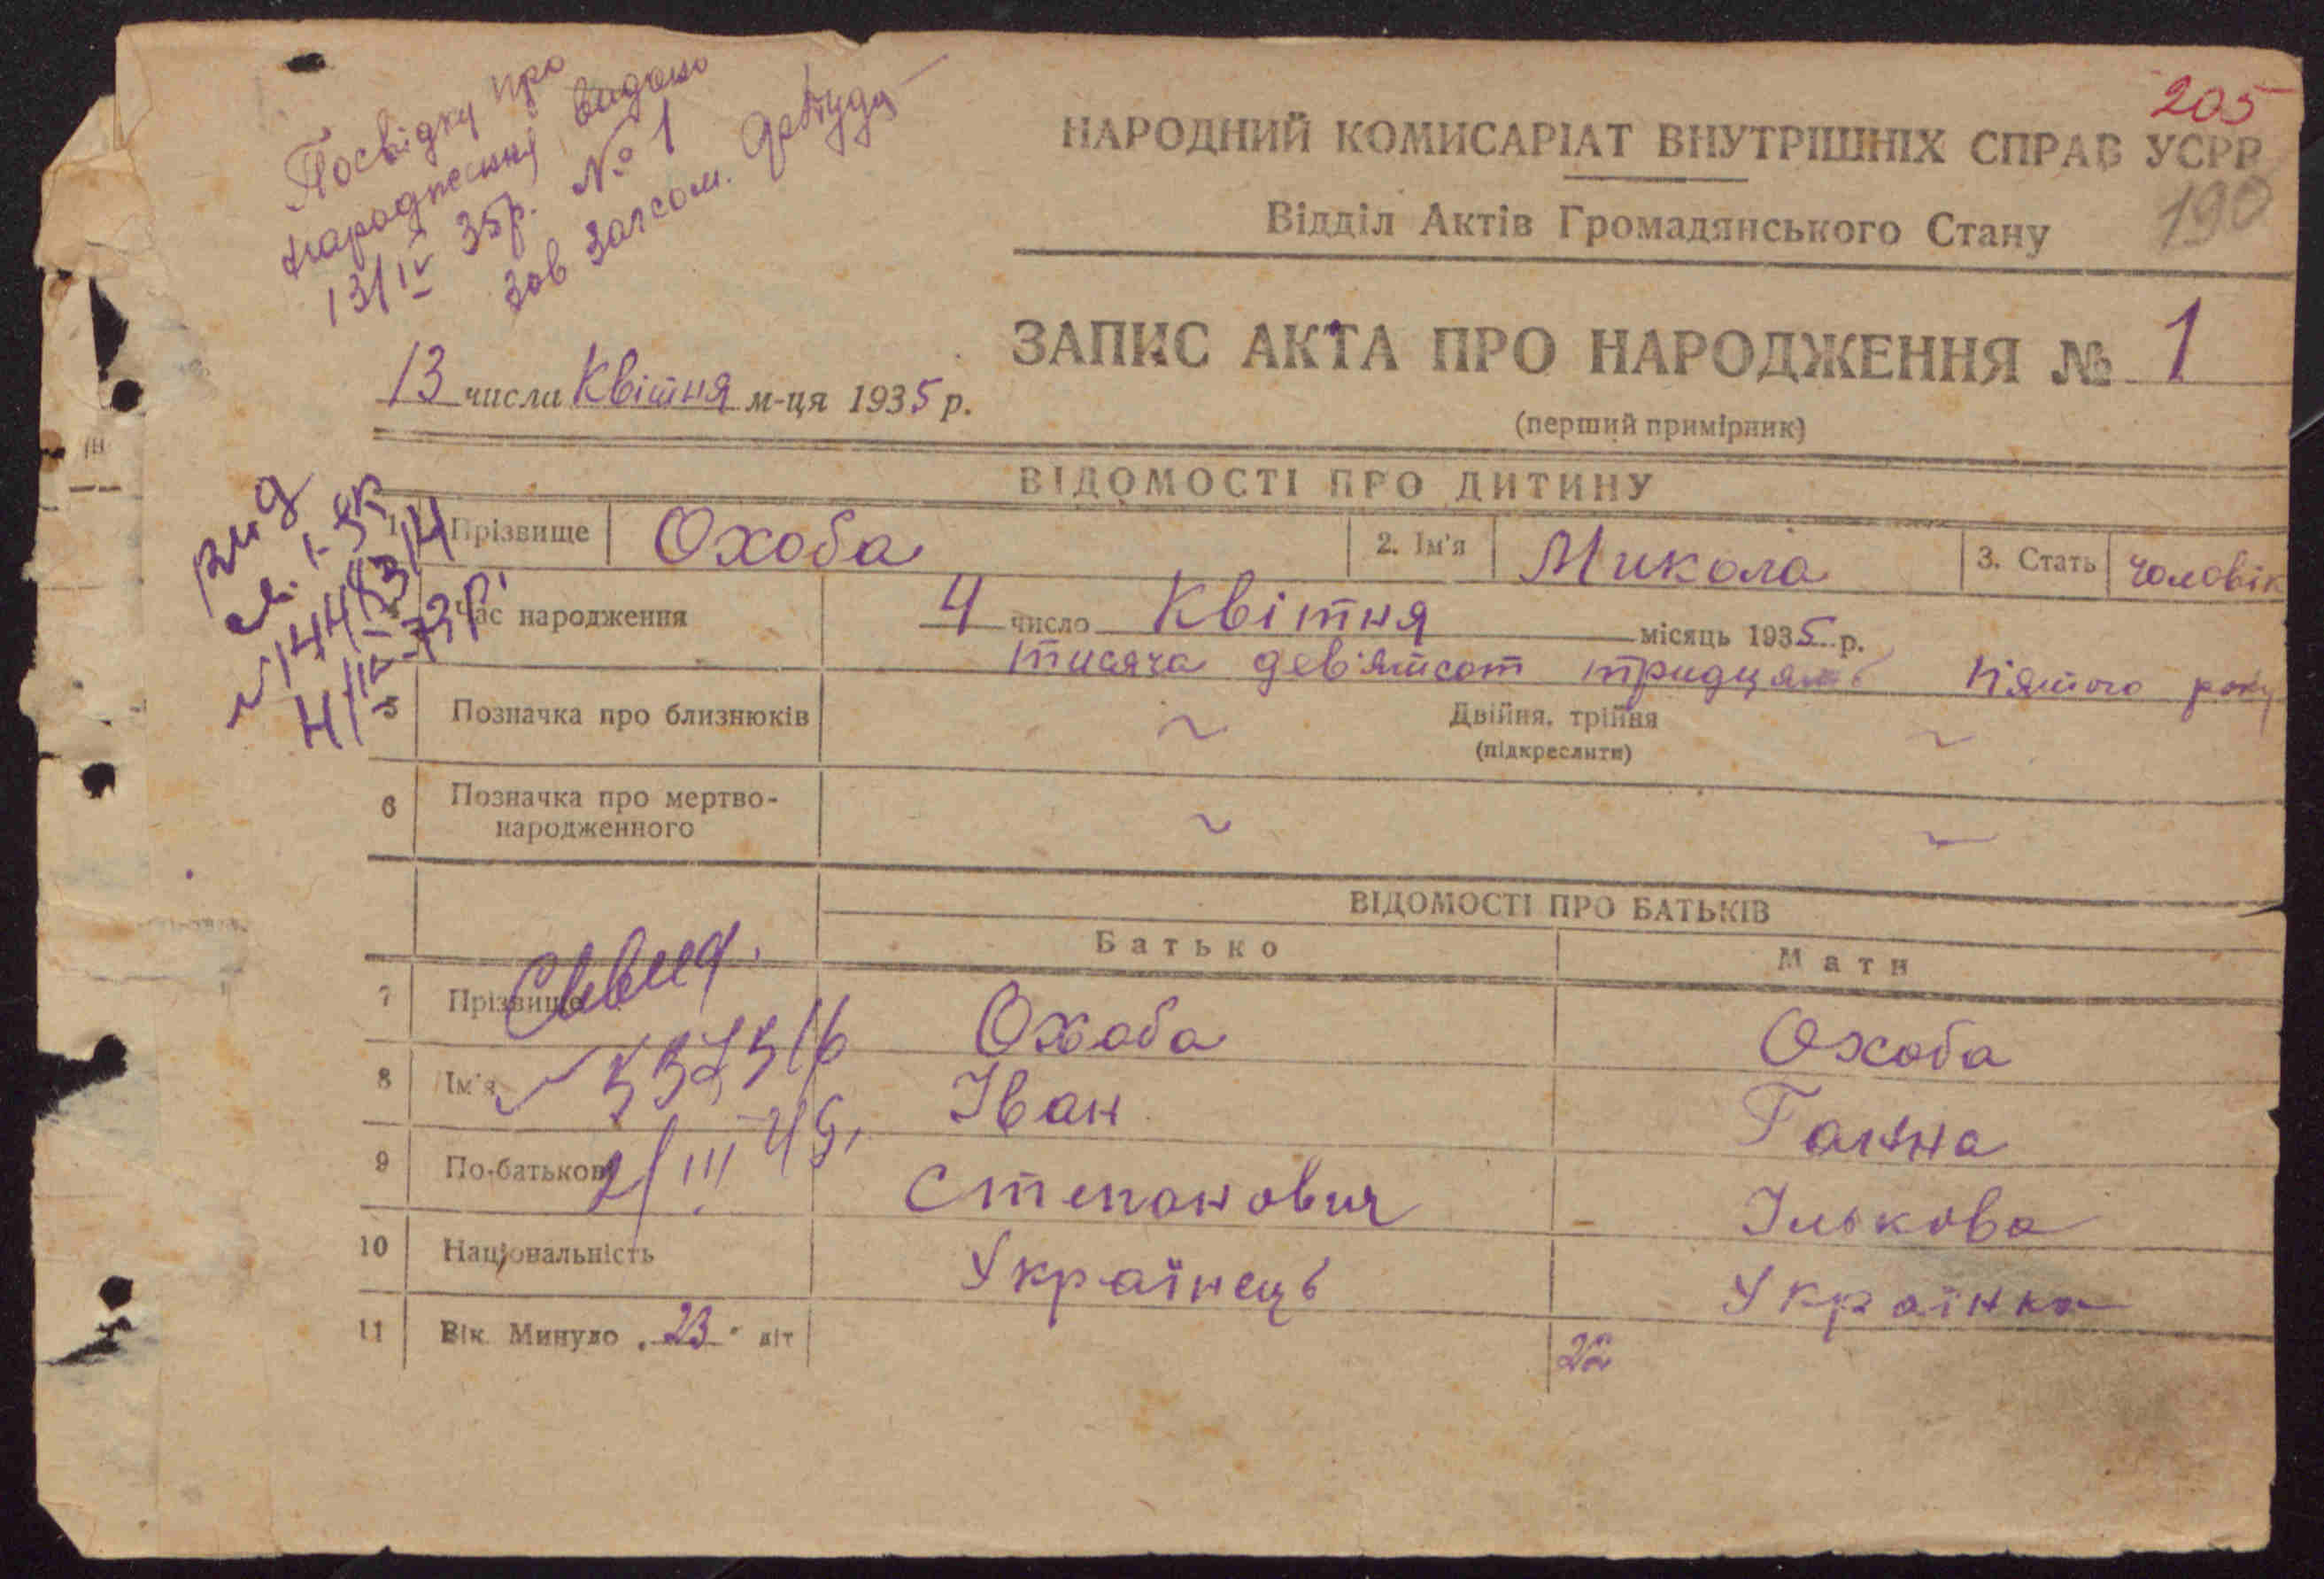 205
НАРОДНИЙ КОМИСАРІАТ ВНУТРІШНІХ СПРАВ УСРР
190
Відділ Актів Громадянського Стану
Посвідку про
народження видано
13/IV 35р. № 1
Зав Загсом.
ЗАПИС АКТА ПРО НАРОДЖЕННЯ № 1
(перший примірник)
13 числа Квітня м-ця 1935 р.
ВІДОМОСТІ ПРО ДИТИНУ
1 Прізвище Охоба 2. Ім'я Микола 3. Стать чоловік
Час народження 4 число Квітня місяць 1935 р.
тисяча дев'ятсот тридцять п'ятого року
5 Позначка про близнюків ~ Двійня, трійня ~
(підкреслити)
6 Позначка про мертво-
народженного ~ ~
ВІДОМОСТІ ПРО БАТЬКІВ
Батько Мати
7 Прізвище Охоба Охоба
8 Ім'я Іван Ганна
9 По-батькові Степанович Ількова
10 Національність Українець Українка
11 Вік. Минуло „23" літ 22